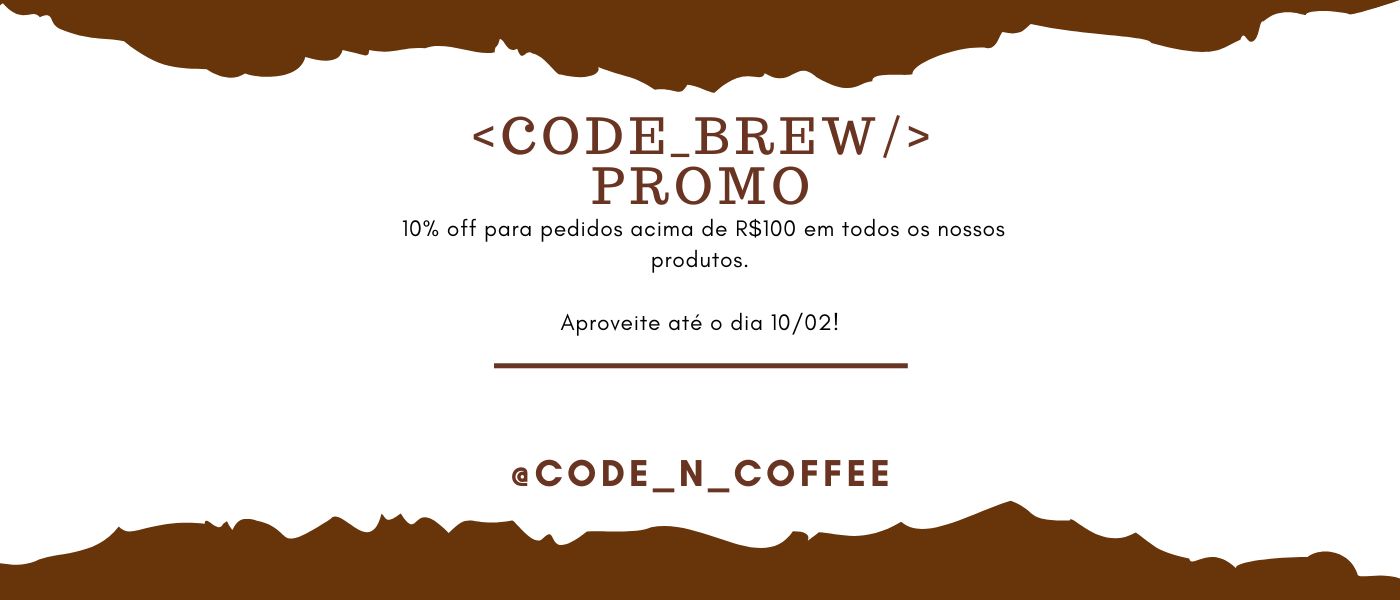 <CODE_BREW/>
PROMO
10% off para pedidos acima de R$100 em todos os nossos
produtos.
Aproveite até o dia 10/02!
@CODE_N_COFFEE